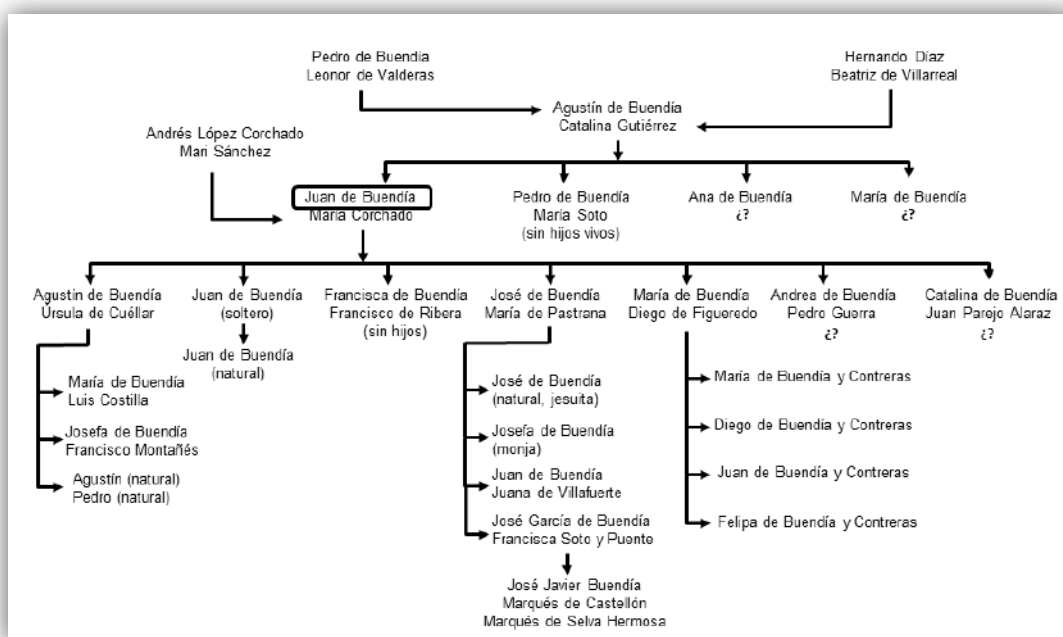 Pedro de Buendía
Leonor de Valderas
Hernando Díaz
Beatriz de Villarreal
Agustín de Buendía
Catalina Gutiérrez
Andrés López Corchado
Mari Sánchez
Juan de Buendía
María Corchado
Pedro de Buendía
María Soto
(sin hijos vivos)
Ana de Buendía
¿?
María de Buendía
¿?
Agustín de Buendía
Úrsula de Cuéllar
Juan de Buendía
(soltero)
Francisca de Buendía
Francisco de Ribera
(sin hijos)
José de Buendía
María de Pastrana
María de Buendía
Diego de Figueredo
Andrea de Buendía
Pedro Guerra
¿?
Catalina de Buendía
Juan Parejo Alaraz
¿?
Juan de Buendía
(natural)
María de Buendía
Luis Costilla
Josefa de Buendía
Francisco Montañés
Agustín (natural)
Pedro (natural)
José de Buendía
(natural, jesuita)
Josefa de Buendía
(monja)
Juan de Buendía
Juana de Villafuerte
José García de Buendía
Francisca Soto y Puente
José Javier Buendía
Marqués de Castellón
Marqués de Selva Hermosa
María de Buendía y Contreras
Diego de Buendía y Contreras
Juan de Buendía y Contreras
Felipa de Buendía y Contreras